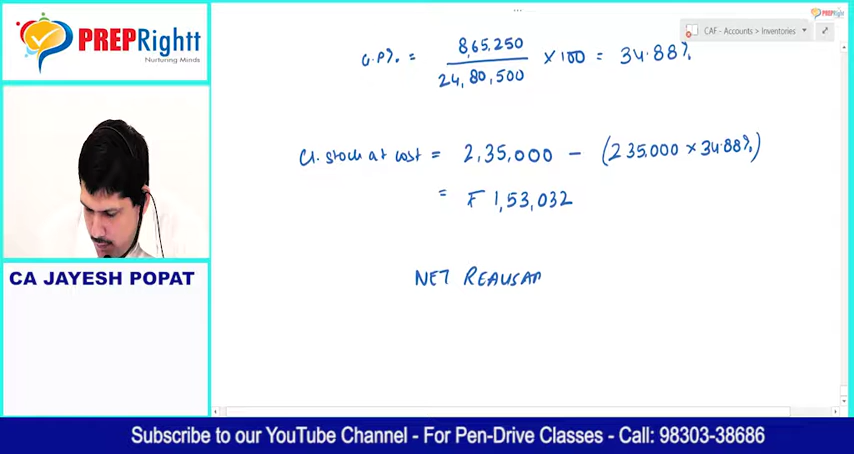 PREPRightt
Nurturing Minds
CAF - Accounts > Inventories
G.P% = 8,65,250 / 24,80,500 × 100 = 34.88%
Cl. stock at cost = 2,35,000 − (235,000 × 34.88%)
= ₹ 1,53,032
NET REALISAB
CA JAYESH POPAT
Subscribe to our YouTube Channel - For Pen-Drive Classes - Call: 98303-38686